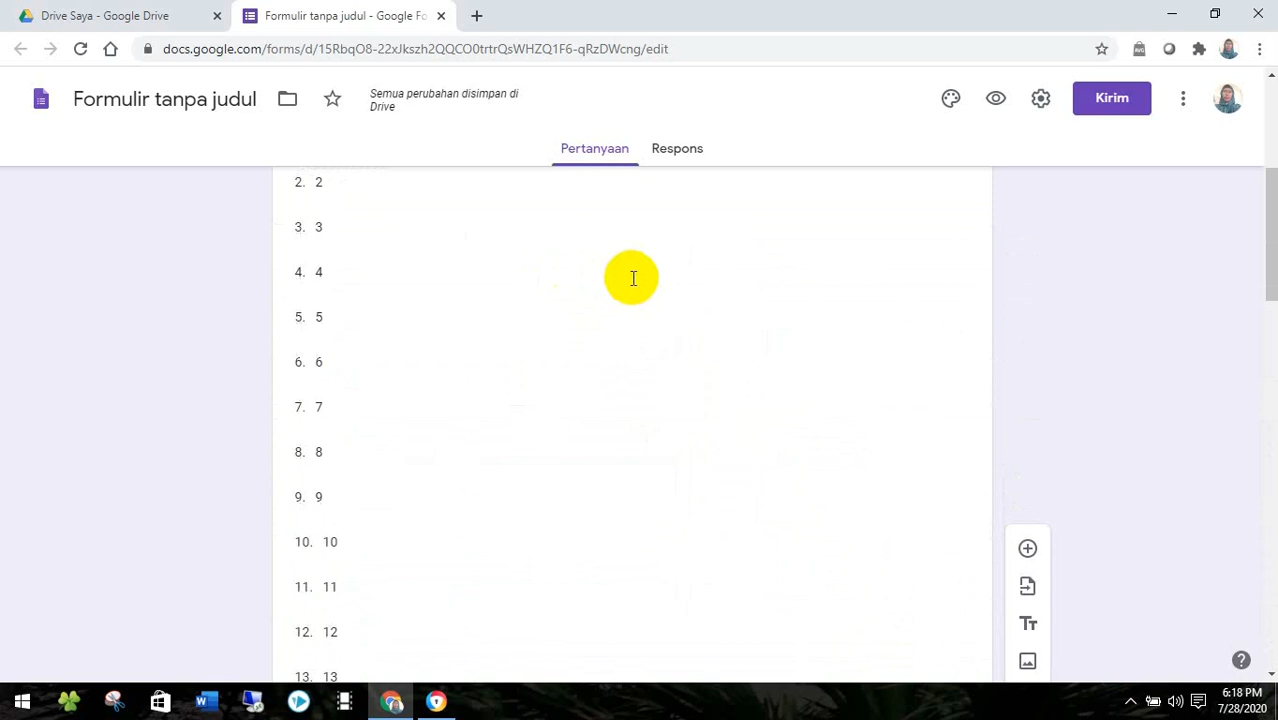 Drive Saya - Google Drive
Formulir tanpa judul - Google Fo
docs.google.com/forms/d/15RbqO8-22xJkszh2QQCO0trtrQsWHZQ1F6-qRzDWcng/edit
AVG
Formulir tanpa judul
Semua perubahan disimpan di
Drive
Kirim
Pertanyaan
Respons
2. 2
3. 3
4. 4
5. 5
6. 6
7. 7
8. 8
9. 9
10. 10
11. 11
12. 12
13. 13
Tт
6:18 PM
7/28/2020